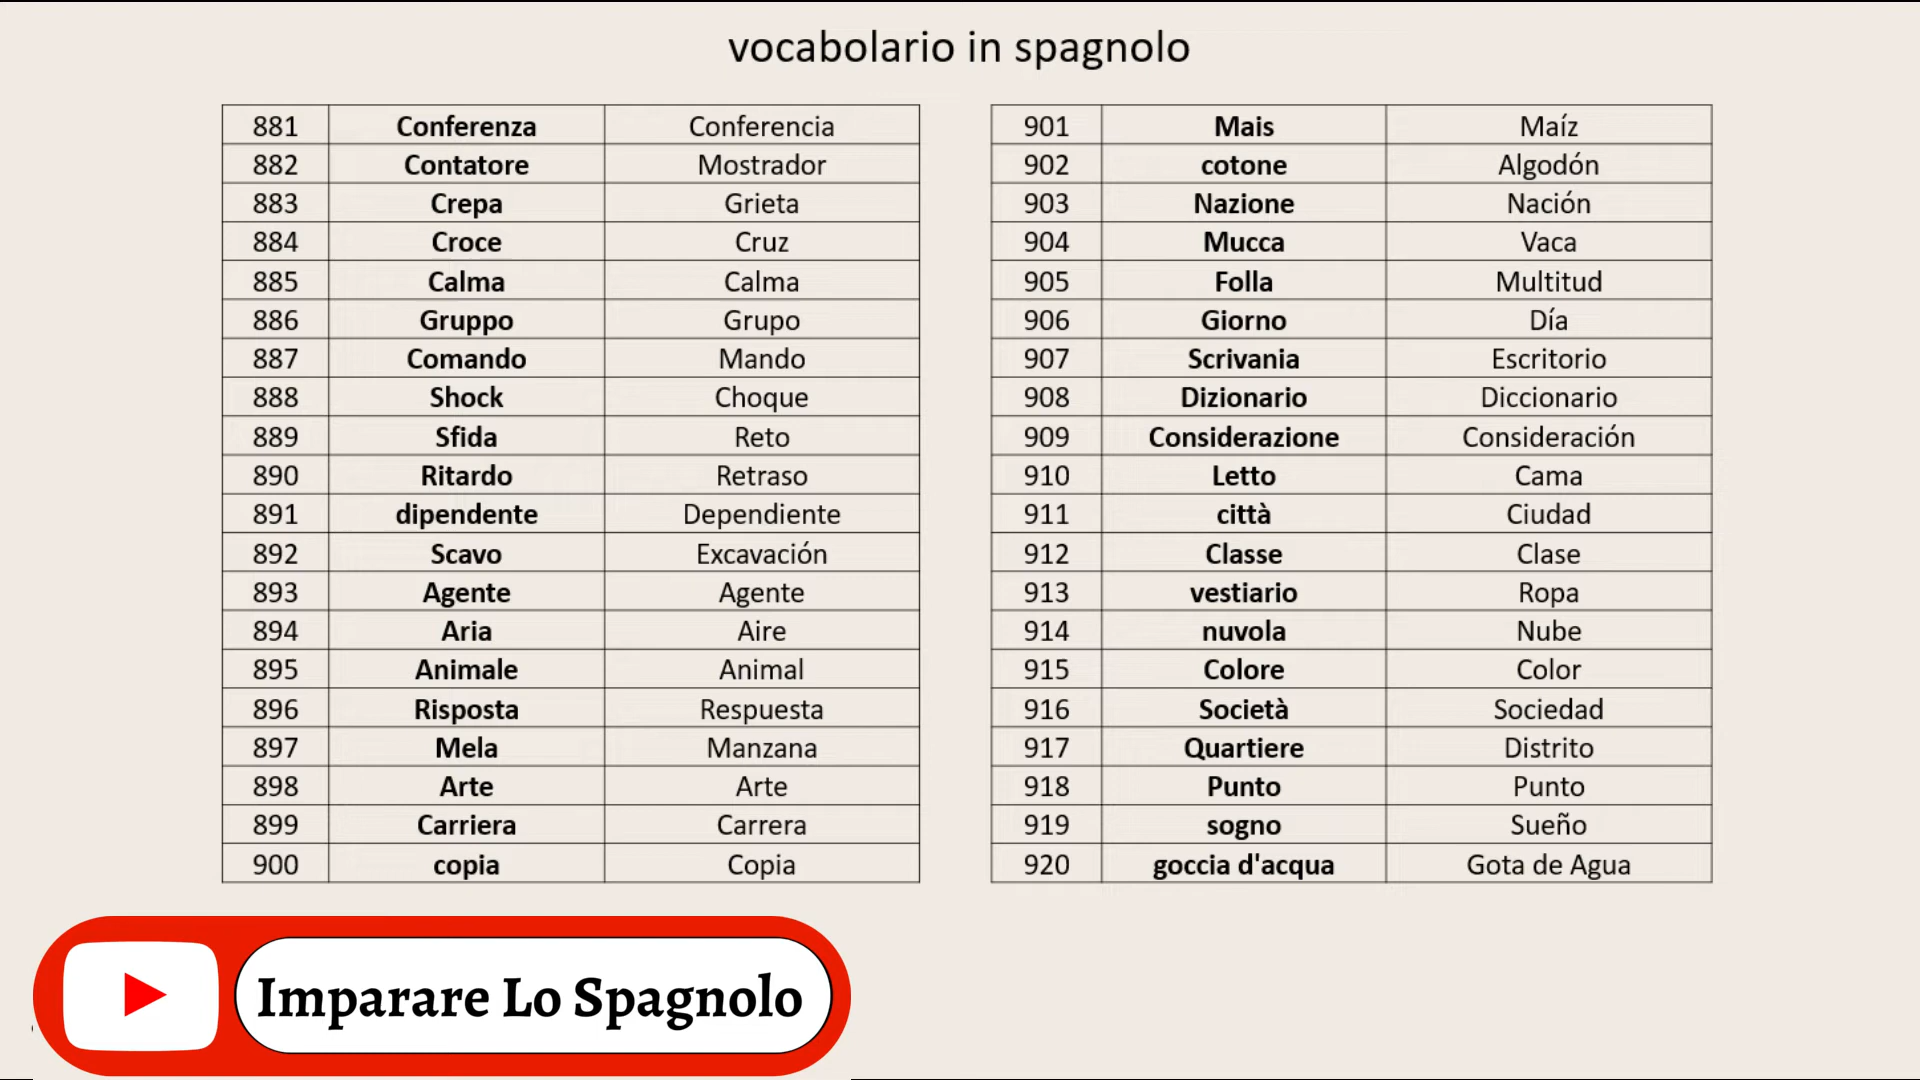 vocabolario in spagnolo
881 Conferenza Conferencia
882 Contatore Mostrador
883 Crepa Grieta
884 Croce Cruz
885 Calma Calma
886 Gruppo Grupo
887 Comando Mando
888 Shock Choque
889 Sfida Reto
890 Ritardo Retraso
891 dipendente Dependiente
892 Scavo Excavación
893 Agente Agente
894 Aria Aire
895 Animale Animal
896 Risposta Respuesta
897 Mela Manzana
898 Arte Arte
899 Carriera Carrera
900 copia Copia
901 Mais Maíz
902 cotone Algodón
903 Nazione Nación
904 Mucca Vaca
905 Folla Multitud
906 Giorno Día
907 Scrivania Escritorio
908 Dizionario Diccionario
909 Considerazione Consideración
910 Letto Cama
911 città Ciudad
912 Classe Clase
913 vestiario Ropa
914 nuvola Nube
915 Colore Color
916 Società Sociedad
917 Quartiere Distrito
918 Punto Punto
919 sogno Sueño
920 goccia d'acqua Gota de Agua
Imparare Lo Spagnolo